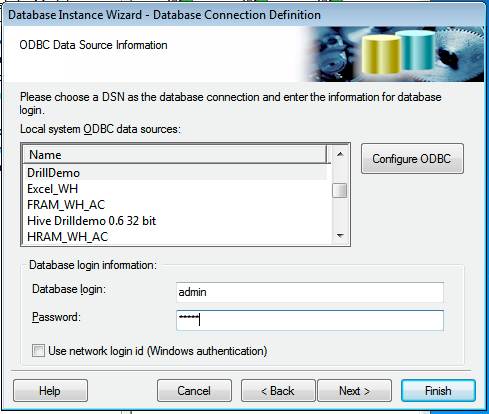 Database Instance Wizard - Database Connection Definition
ODBC Data Source Information
Please choose a DSN as the database connection and enter the information for database
login.
Local system ODBC data sources:
Name
DrillDemo
Excel_WH
FRAM_WH_AC
Hive Drilldemo 0.6 32 bit
HRAM_WH_AC
Configure ODBC
Database login information:
Database login:
admin
Password:
*****
Use network login id (Windows authentication)
Help
Cancel
< Back
Next >
Finish